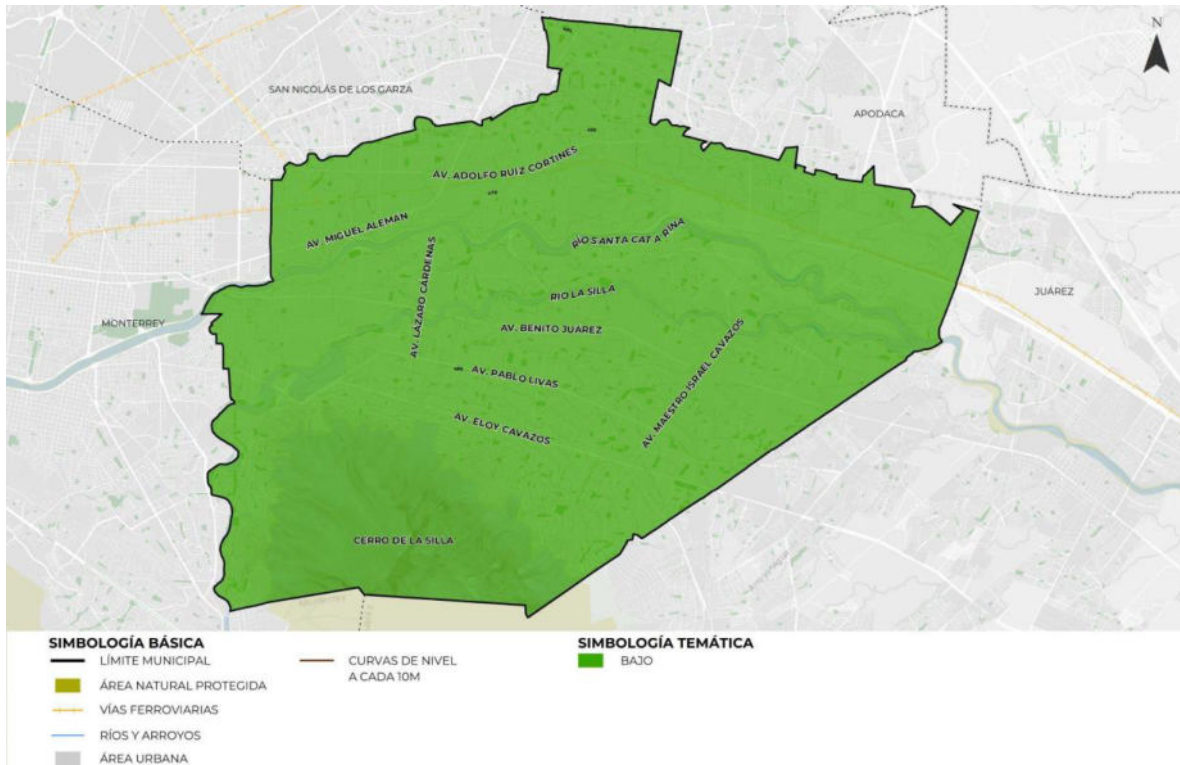 N
SAN NICOLÁS DE LOS GARZA
APODACA
AV. ADOLFO RUIZ CORTINES
AV. MIGUEL ALEMAN
RÍO SANTA CATARINA
AV. LAZARO CARDENAS
RIO LA SILLA
JUÁREZ
MONTERREY
AV. BENITO JUAREZ
AV. MAESTRO ISRAEL CAVAZOS
AV. PABLO LIVAS
AV. ELOY CAVAZOS
CERRO DE LA SILLA
SIMBOLOGÍA BÁSICA
LÍMITE MUNICIPAL
ÁREA NATURAL PROTEGIDA
VÍAS FERROVIARIAS
RÍOS Y ARROYOS
ÁREA URBANA
CURVAS DE NIVEL
A CADA 10M
SIMBOLOGÍA TEMÁTICA
BAJO